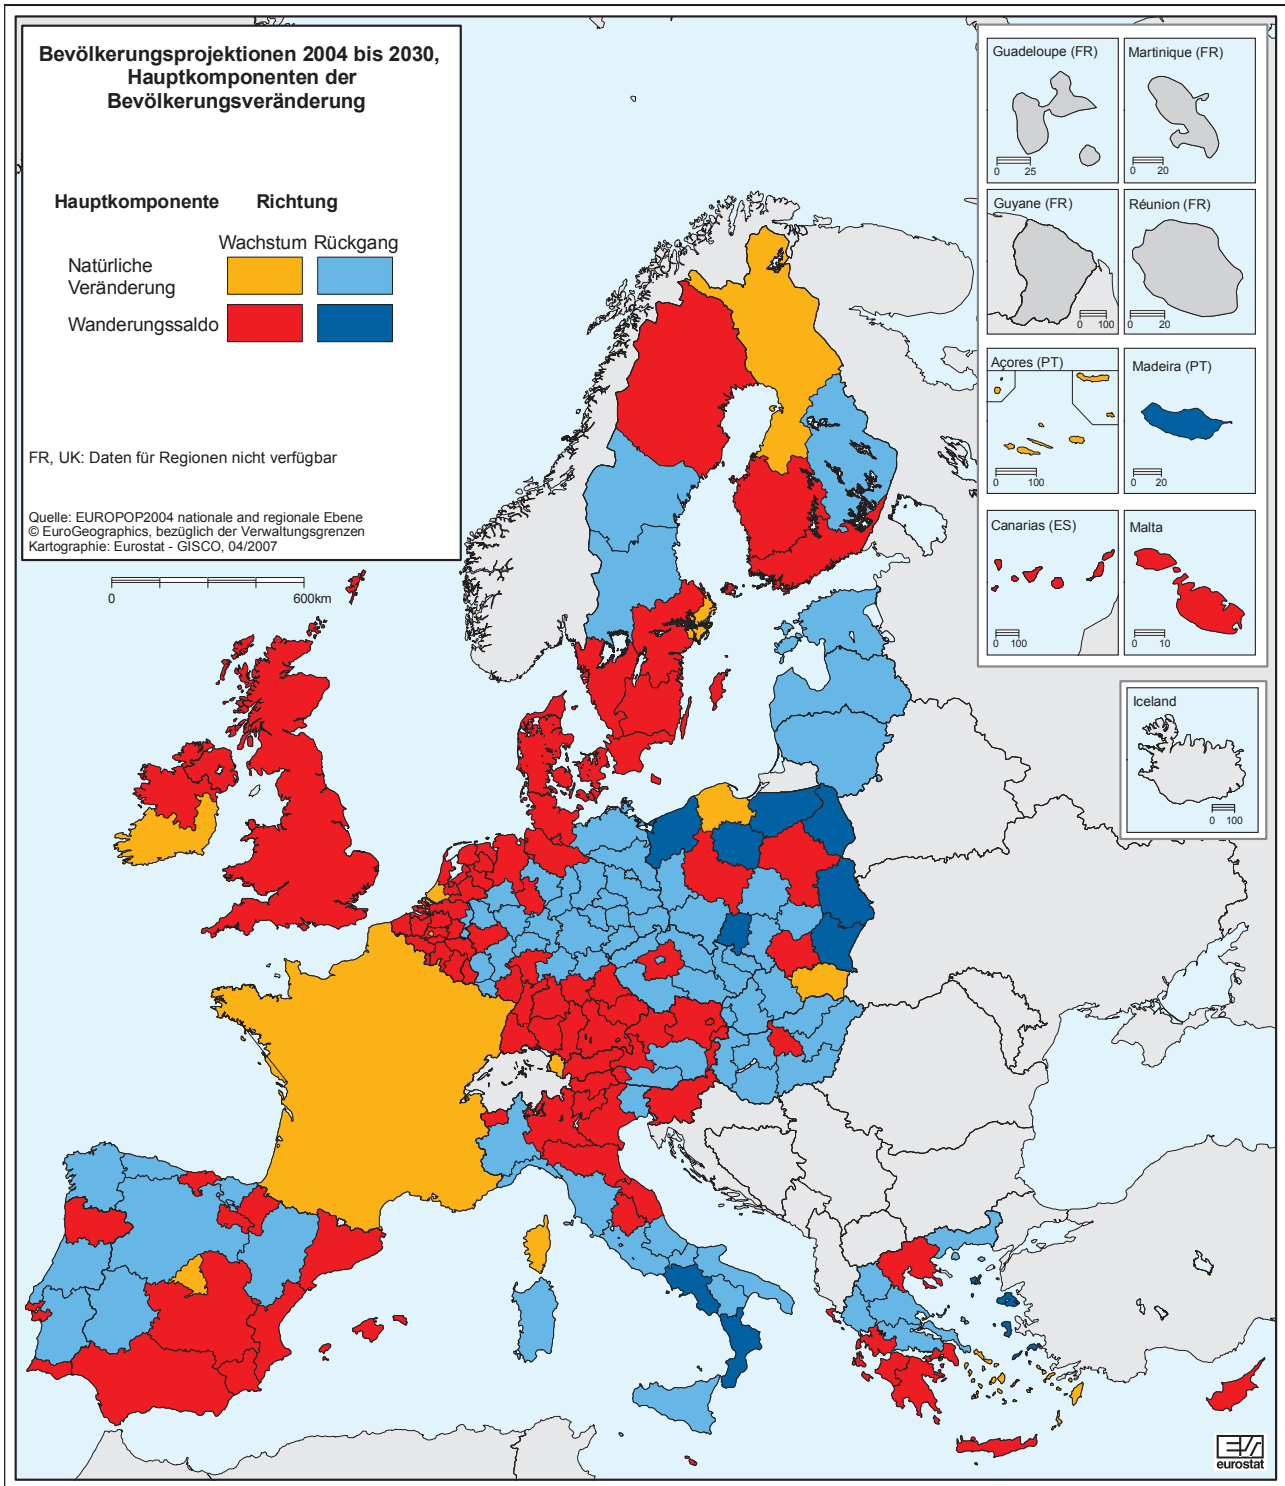 Bevölkerungsprojektionen 2004 bis 2030,
Hauptkomponenten der
Bevölkerungsveränderung
Hauptkomponente Richtung
Wachstum Rückgang
Natürliche
Veränderung
Wanderungssaldo
FR, UK: Daten für Regionen nicht verfügbar
Quelle: EUROPOP2004 nationale and regionale Ebene
© EuroGeographics, bezüglich der Verwaltungsgrenzen
Kartographie: Eurostat - GISCO, 04/2007
0 600km
Guadeloupe (FR)
0 25
Martinique (FR)
0 20
Guyane (FR)
0 100
Réunion (FR)
0 20
Açores (PT)
0 100
Madeira (PT)
0 20
Canarias (ES)
0 100
Malta
0 10
Iceland
0 100
eurostat